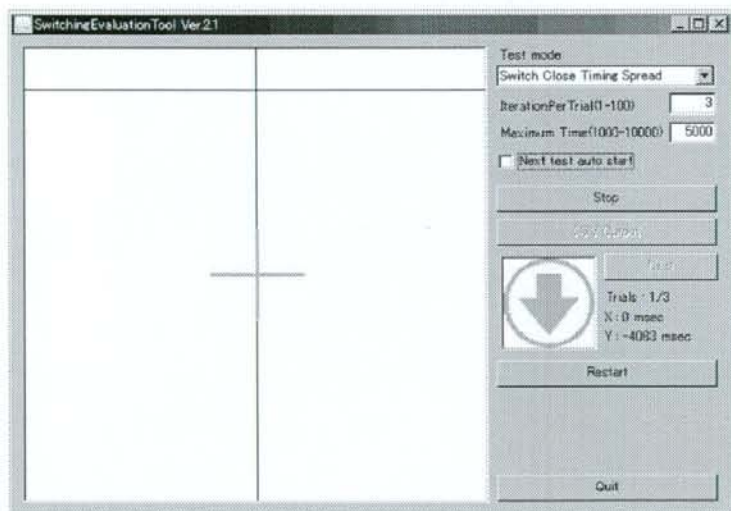 SwitchingEvaluationTool Ver.2.1
Test mode
Switch Close Timing Spread
IterationPerTrial(1-100)
3
Maximum Time(1000-10000)
5000
Next test auto start
Stop
Next
Trials : 1/3
X : 0 msec
Y : -4083 msec
Restart
Quit